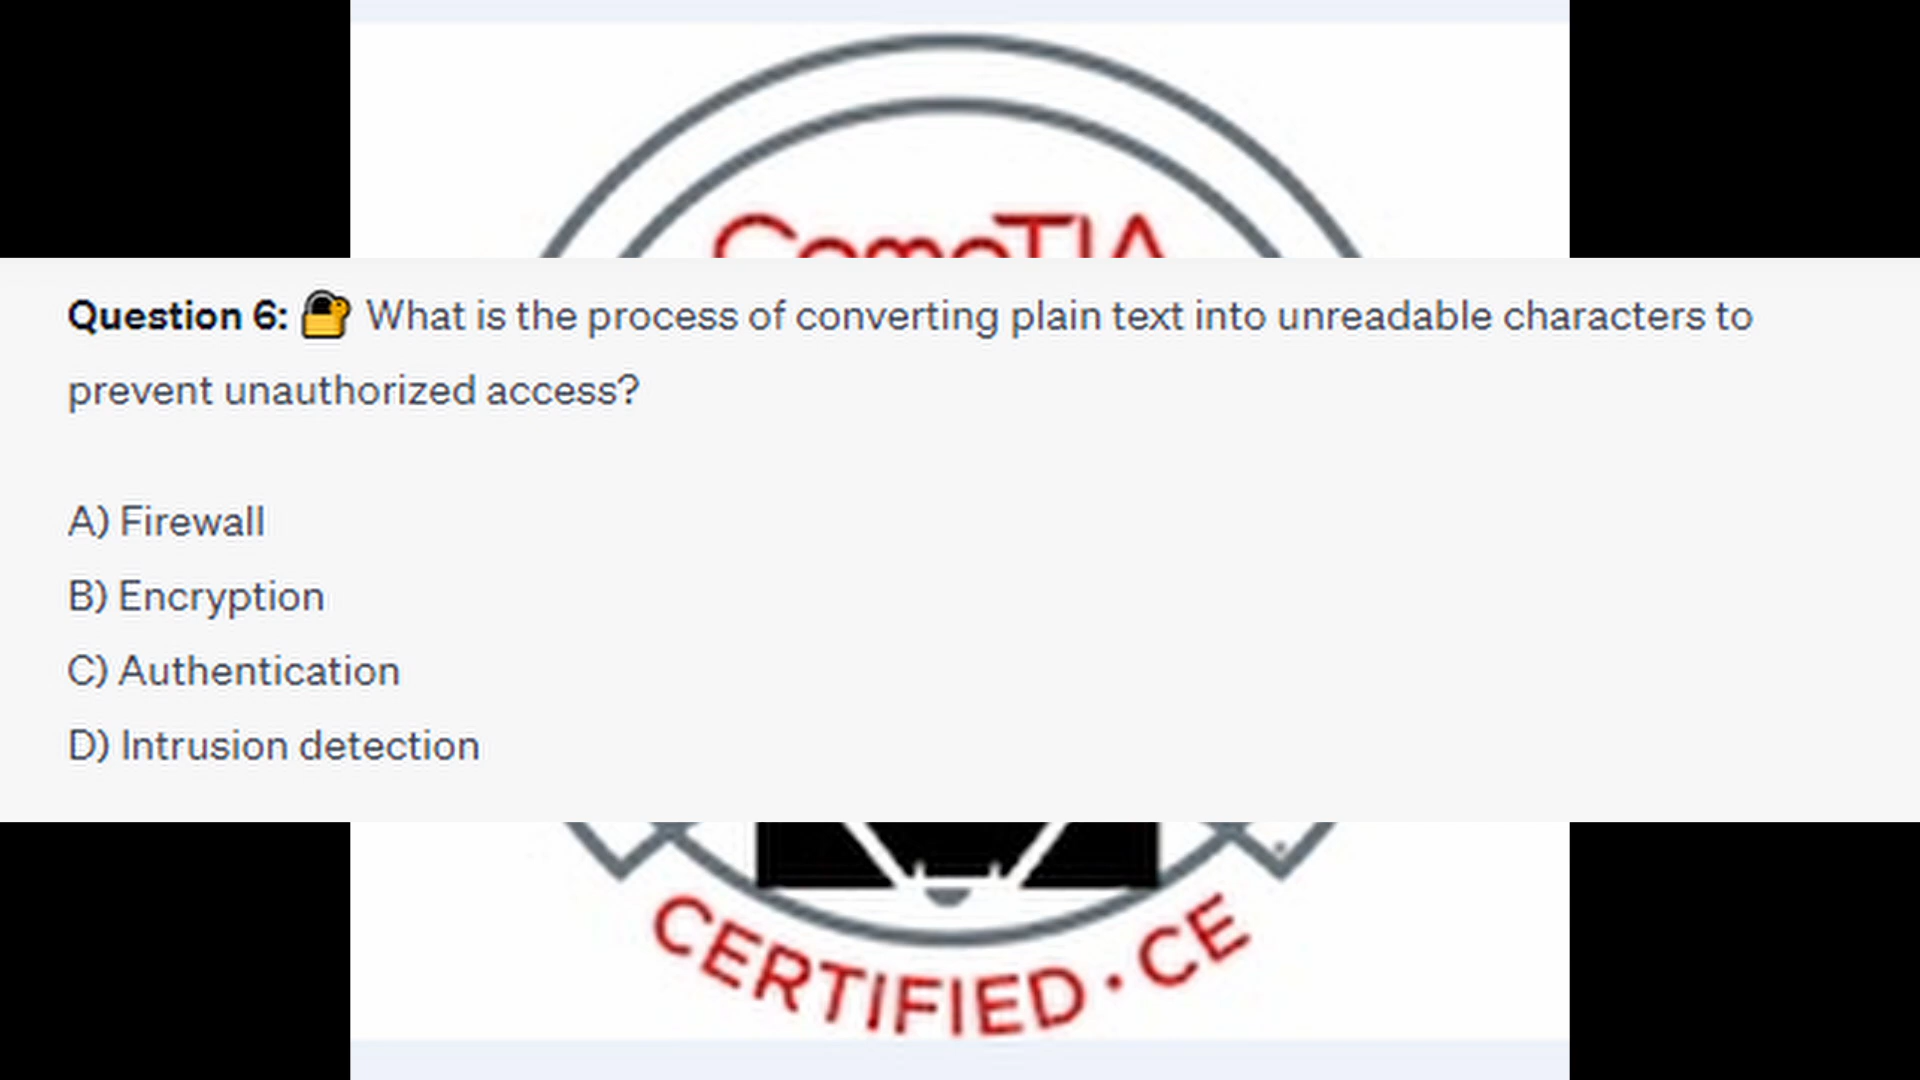 CompTIA
Question 6: 🔐 What is the process of converting plain text into unreadable characters to
prevent unauthorized access?
A) Firewall
B) Encryption
C) Authentication
D) Intrusion detection
CERTIFIED · CE